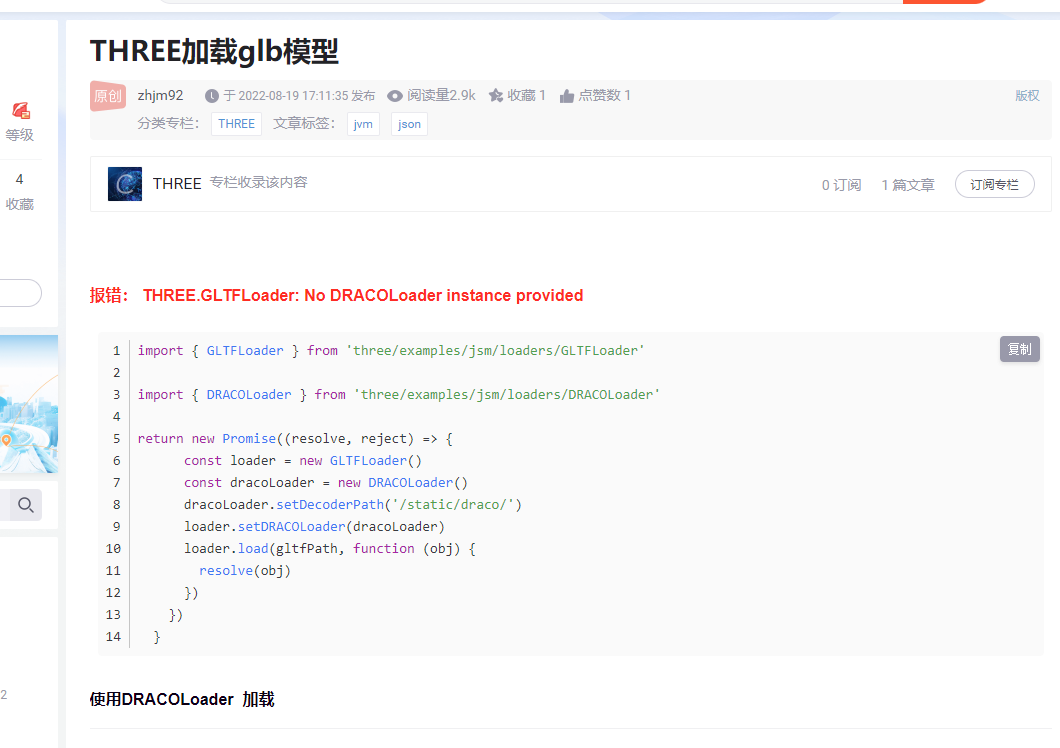 THREE加载glb模型
原创 zhjm92 于 2022-08-19 17:11:35 发布 阅读量2.9k 收藏 1 点赞数 1 版权
分类专栏： THREE 文章标签： jvm json
等级
4
收藏
THREE 专栏收录该内容 0 订阅 1 篇文章 订阅专栏
报错： THREE.GLTFLoader: No DRACOLoader instance provided
复制
1 import { GLTFLoader } from 'three/examples/jsm/loaders/GLTFLoader'
2
3 import { DRACOLoader } from 'three/examples/jsm/loaders/DRACOLoader'
4
5 return new Promise((resolve, reject) => {
6 const loader = new GLTFLoader()
7 const dracoLoader = new DRACOLoader()
8 dracoLoader.setDecoderPath('/static/draco/')
9 loader.setDRACOLoader(dracoLoader)
10 loader.load(gltfPath, function (obj) {
11 resolve(obj)
12 })
13 })
14 }
2
使用DRACOLoader 加载